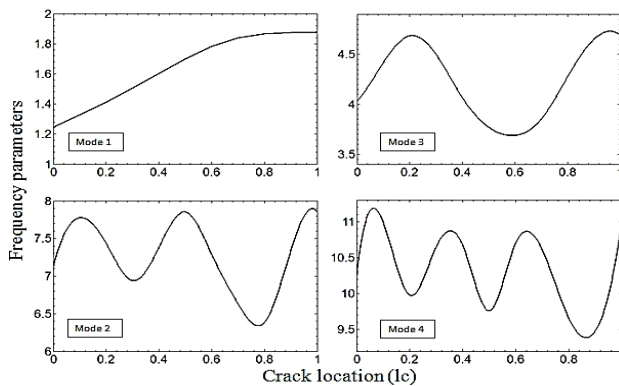 Frequency parameters
2
1.8
1.6
1.4
1.2
1
Mode 1
0 0.2 0.4 0.6 0.8 1
4.5
4
3.5
Mode 3
0 0.2 0.4 0.6 0.8
8
7.5
7
6.5
6
Mode 2
0 0.2 0.4 0.6 0.8 1
11
10.5
10
9.5
Mode 4
0 0.2 0.4 0.6 0.8 1
Crack location (lc)